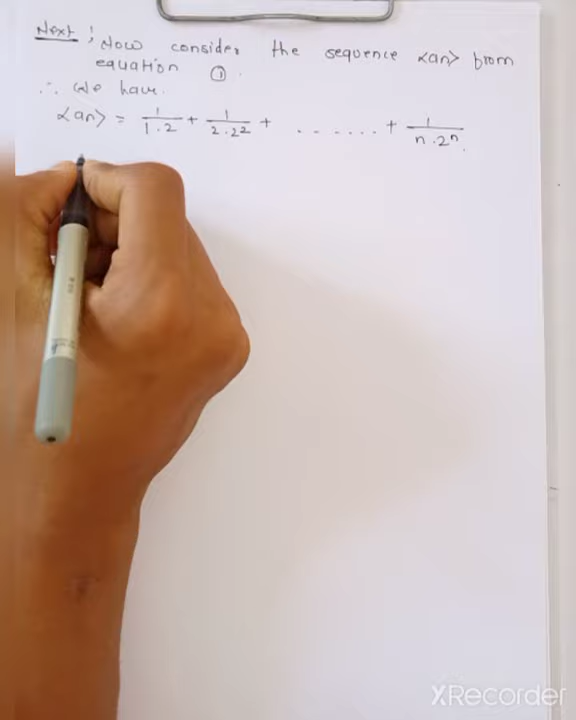 Next : Now consider the sequence <an> from
equation ①.
∴ We have
<an> = 1/1.2 + 1/2.2² + ....... + 1/n.2ⁿ.
XRecorder